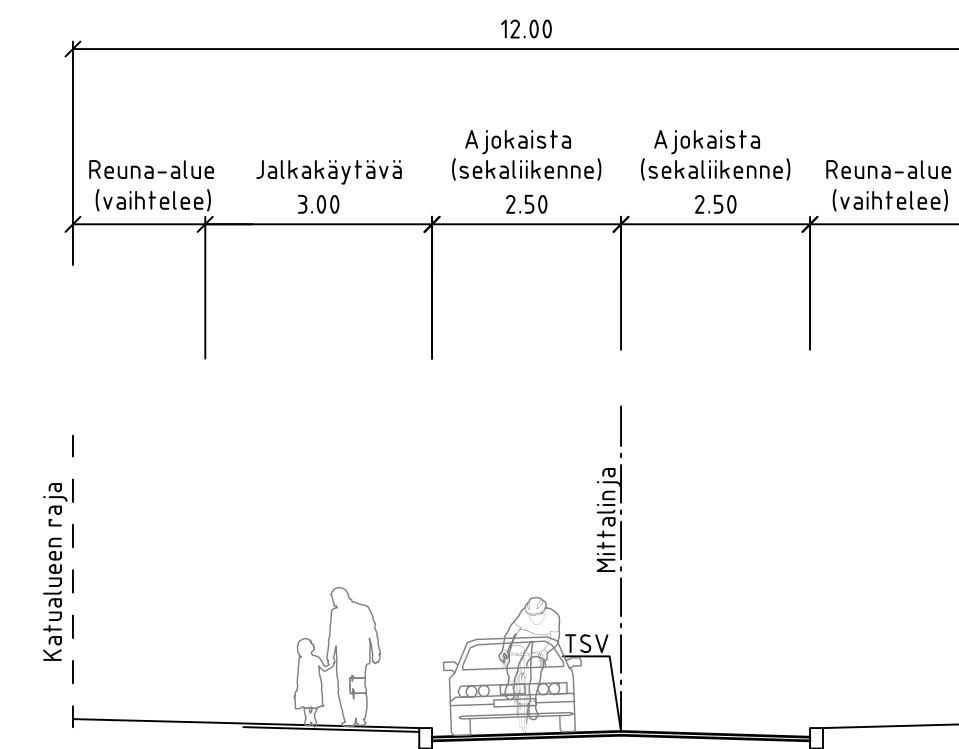 12.00
Reuna-alue
(vaihtelee)
Jalkakäytävä
3.00
Ajokaista
(sekaliikenne)
2.50
Ajokaista
(sekaliikenne)
2.50
Reuna-alue
(vaihtelee)
Katualueen raja
Mittalinja
TSV